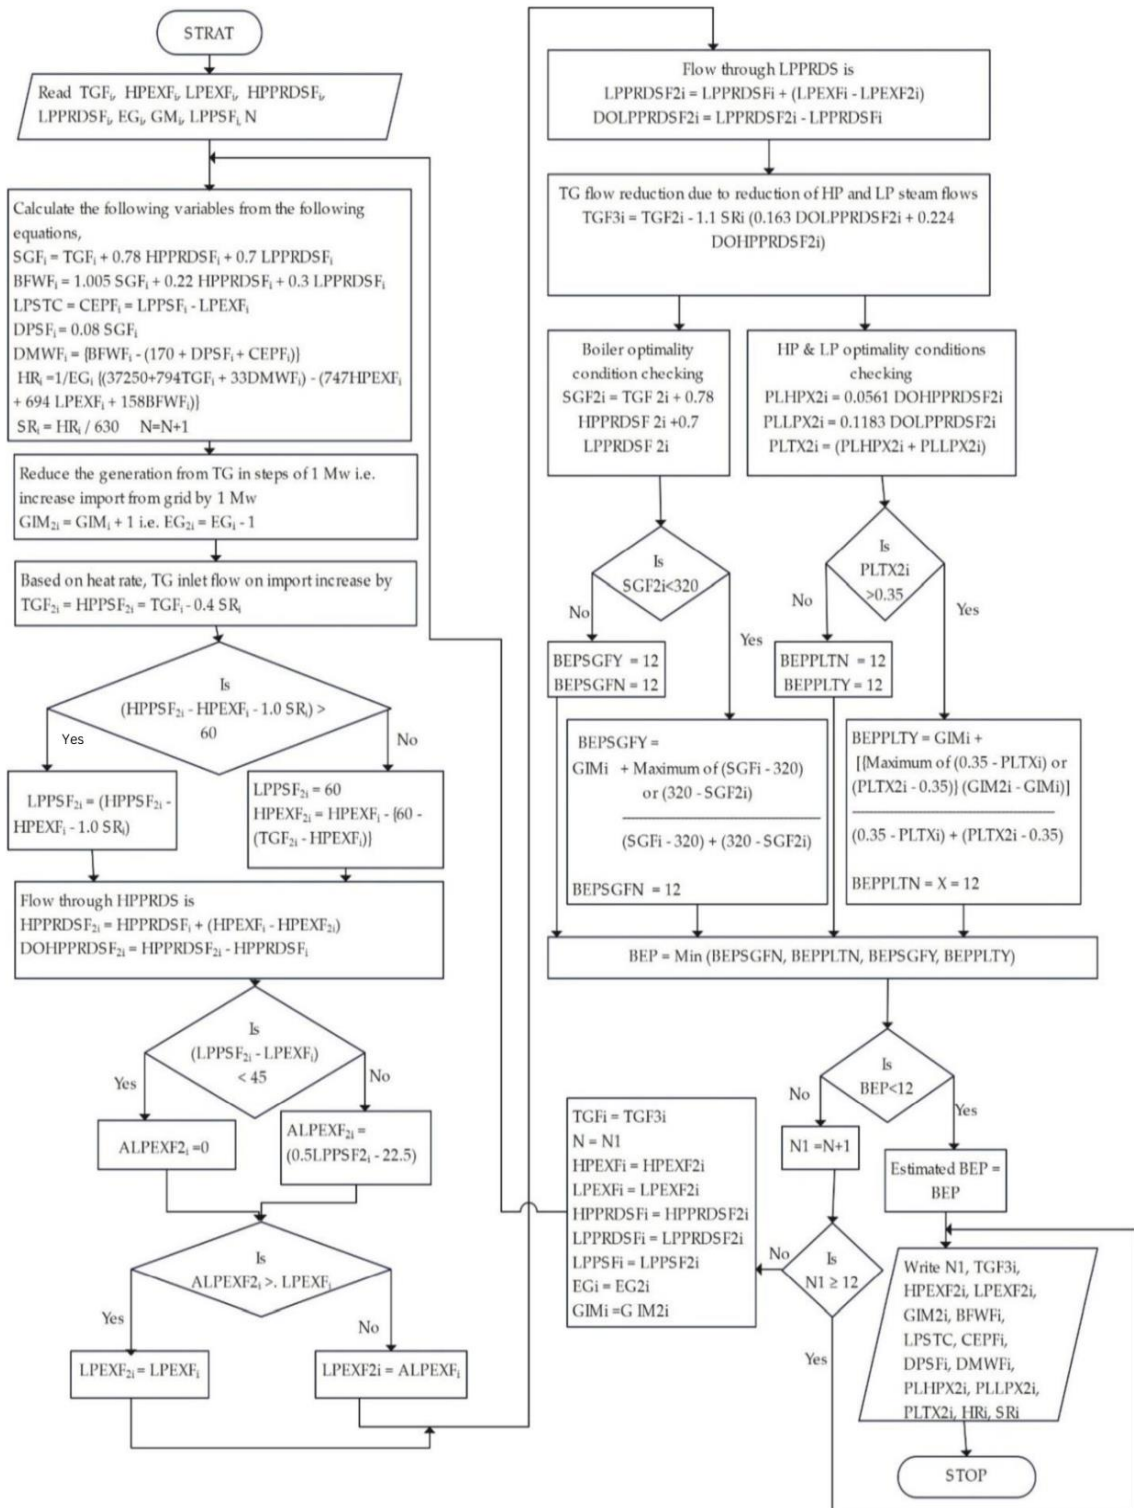 STRAT
Read TGFᵢ, HPEXFᵢ, LPEXFᵢ, HPPRDSFᵢ,
LPPRDSFᵢ, EGᵢ, GMᵢ, LPPSFᵢ, N
Calculate the following variables from the following
equations,
SGFᵢ = TGFᵢ + 0.78 HPPRDSFᵢ + 0.7 LPPRDSFᵢ
BFWFᵢ = 1.005 SGFᵢ + 0.22 HPPRDSFᵢ + 0.3 LPPRDSFᵢ
LPSTC = CEPFᵢ = LPPSFᵢ - LPEXFᵢ
DPSFᵢ = 0.08 SGFᵢ
DMWFᵢ = {BFWFᵢ - (170 + DPSFᵢ + CEPFᵢ)}
HRᵢ =1/EGᵢ {(37250+794TGFᵢ + 33DMWFᵢ) - (747HPEXFᵢ
+ 694 LPEXFᵢ + 158BFWFᵢ)}
SRᵢ = HRᵢ / 630 N=N+1
Reduce the generation from TG in steps of 1 Mw i.e.
increase import from grid by 1 Mw
GIM₂ᵢ = GIMᵢ + 1 i.e. EG₂ᵢ = EGᵢ - 1
Based on heat rate, TG inlet flow on import increase by
TGF₂ᵢ = HPPSF₂ᵢ = TGFᵢ - 0.4 SRᵢ
Is
(HPPSF₂ᵢ - HPEXFᵢ - 1.0 SRᵢ) >
60
Yes
No
LPPSF₂ᵢ = (HPPSF₂ᵢ -
HPEXFᵢ - 1.0 SRᵢ)
LPPSF₂ᵢ = 60
HPEXF₂ᵢ = HPEXFᵢ - {60 -
(TGF₂ᵢ - HPEXFᵢ)}
Flow through HPPRDS is
HPPRDSF₂ᵢ = HPPRDSFᵢ + (HPEXFᵢ - HPEXF₂ᵢ)
DOHPPRDSF₂ᵢ = HPPRDSF₂ᵢ - HPPRDSFᵢ
Is
(LPPSF₂ᵢ - LPEXFᵢ)
< 45
Yes
No
ALPEXF2ᵢ =0
ALPEXF₂ᵢ =
(0.5LPPSF2ᵢ - 22.5)
Is
ALPEXF2ᵢ >. LPEXFᵢ
Yes
No
LPEXF₂ᵢ = LPEXFᵢ
LPEXF2i = ALPEXFᵢ
Flow through LPPRDS is
LPPRDSF2i = LPPRDSFi + (LPEXFi - LPEXF2i)
DOLPPRDSF2i = LPPRDSF2i - LPPRDSFi
TG flow reduction due to reduction of HP and LP steam flows
TGF3i = TGF2i - 1.1 SRi (0.163 DOLPPRDSF2i + 0.224
DOHPPRDSF2i)
Boiler optimality
condition checking
SGF2i = TGF 2i + 0.78
HPPRDSF 2i +0.7
LPPRDSF 2i
HP & LP optimality conditions
checking
PLHPX2i = 0.0561 DOHPPRDSF2i
PLLPX2i = 0.1183 DOLPPRDSF2i
PLTX2i = (PLHPX2i + PLLPX2i)
Is
SGF2i<320
No
Yes
Is
PLTX2i
>0.35
No
Yes
BEPSGFY = 12
BEPSGFN = 12
BEPPLTN = 12
BEPPLTY = 12
BEPSGFY =
GIMi + Maximum of (SGFi - 320)
or (320 - SGF2i)
(SGFi - 320) + (320 - SGF2i)
BEPSGFN = 12
BEPPLTY = GIMi +
[{Maximum of (0.35 - PLTXi) or
(PLTX2i - 0.35)} (GIM2i - GIMi)]
(0.35 - PLTXi) + (PLTX2i - 0.35)
BEPPLTN = X = 12
BEP = Min (BEPSGFN, BEPPLTN, BEPSGFY, BEPPLTY)
Is
BEP<12
No
Yes
N1 =N+1
Estimated BEP =
BEP
Is
N1 ≥ 12
No
Yes
TGFi = TGF3i
N = N1
HPEXFi = HPEXF2i
LPEXFi = LPEXF2i
HPPRDSFi = HPPRDSF2i
LPPRDSFi = LPPRDSF2i
LPPSFi = LPPSF2i
EGi = EG2i
GIMi =G IM2i
Write N1, TGF3i,
HPEXF2i, LPEXF2i,
GIM2i, BFWFi,
LPSTC, CEPFi,
DPSFi, DMWFi,
PLHPX2i, PLLPX2i,
PLTX2i, HRi, SRi
STOP